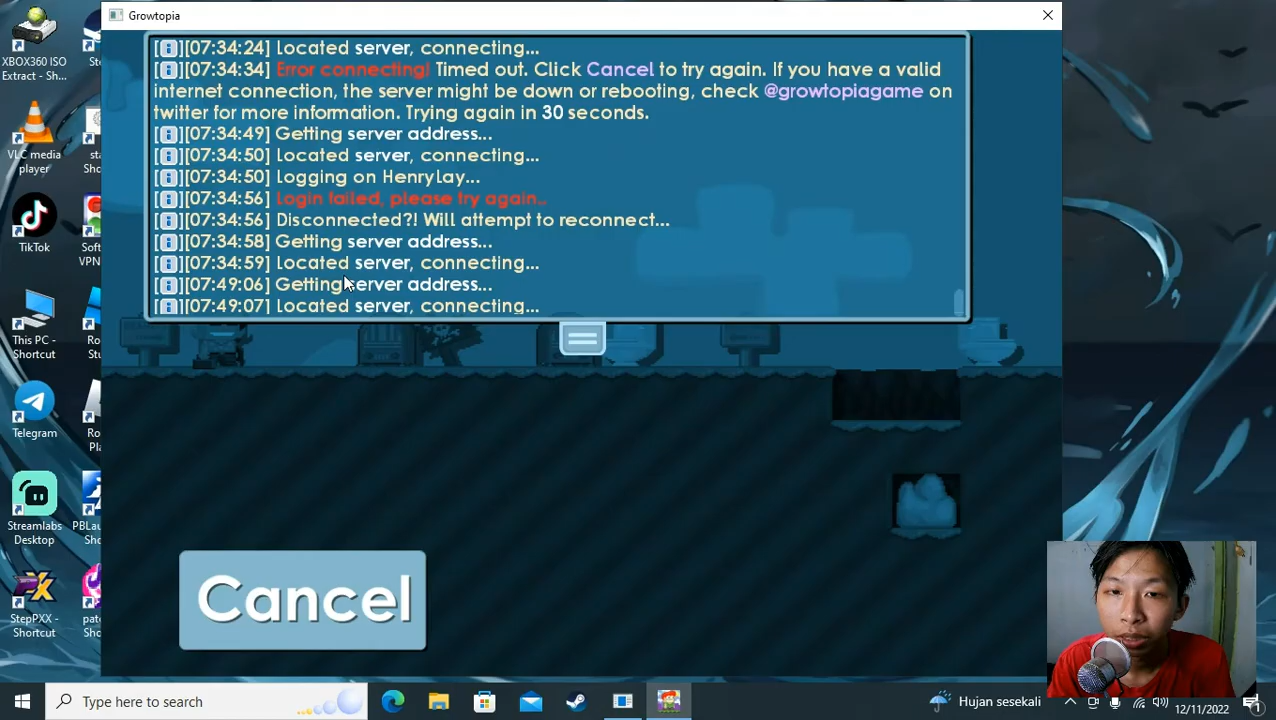 XBOX360 ISO
Extract - Sh...
VLC media
player
TikTok
This PC -
Shortcut
Telegram
Streamlabs
Desktop
StepPXX -
Shortcut
Growtopia
[07:34:24] Located server, connecting...
[07:34:34] Error connecting! Timed out. Click Cancel to try again. If you have a valid
internet connection, the server might be down or rebooting, check @growtopiagame on
twitter for more information. Trying again in 30 seconds.
[07:34:49] Getting server address...
[07:34:50] Located server, connecting...
[07:34:50] Logging on HenryLay...
[07:34:56] Login failed, please try again..
[07:34:56] Disconnected?! Will attempt to reconnect...
[07:34:58] Getting server address...
[07:34:59] Located server, connecting...
[07:49:06] Getting server address...
[07:49:07] Located server, connecting...
Cancel
Type here to search
Hujan sesekali
12/11/2022